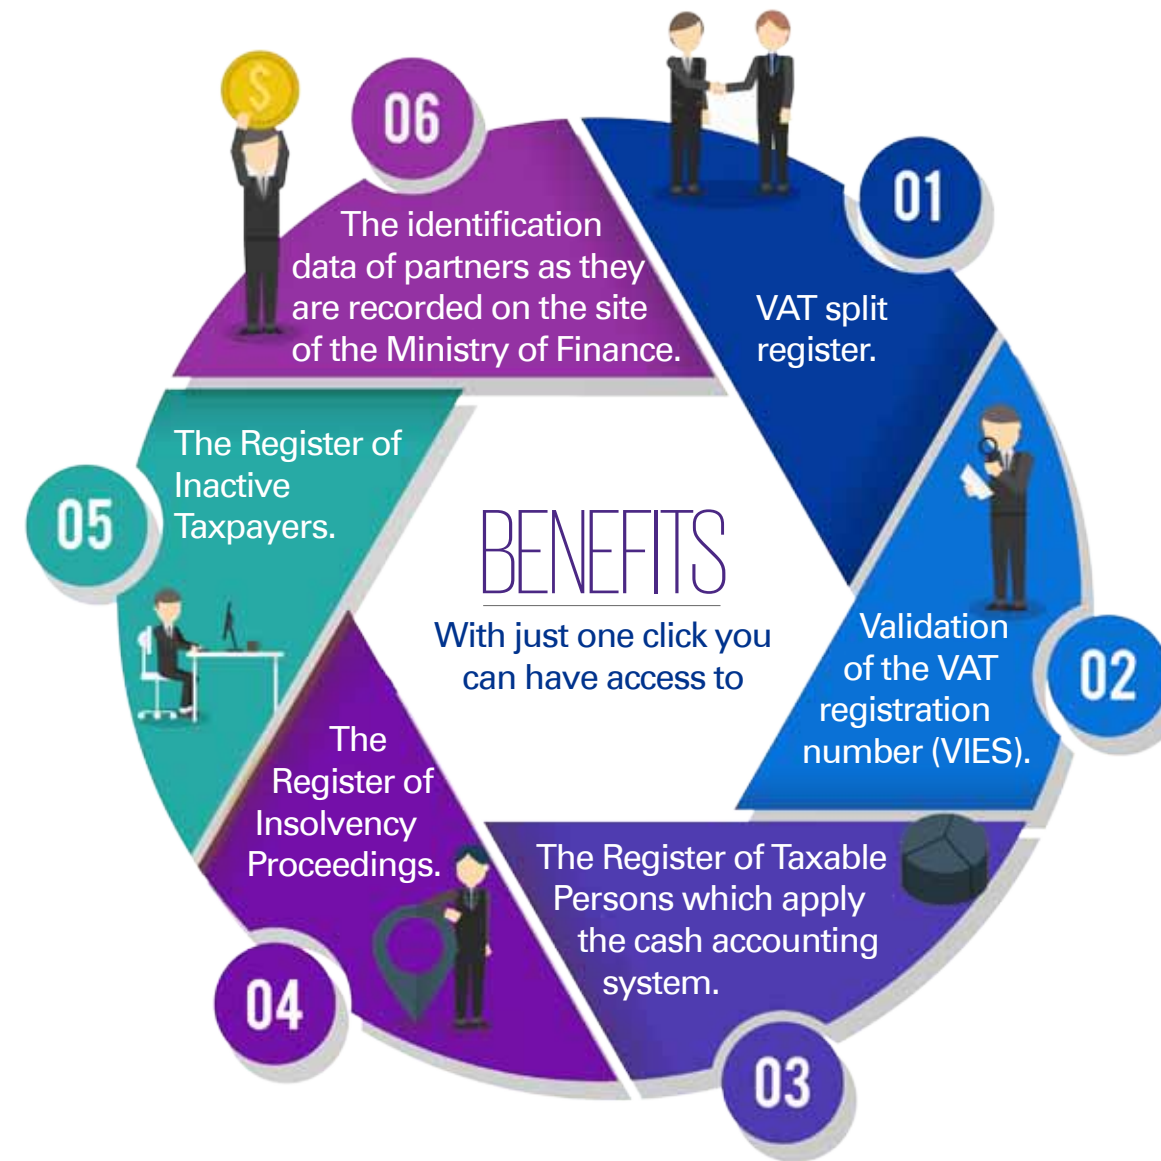 BENEFITS
With just one click you
can have access to
01
VAT split
register.
02
Validation
of the VAT
registration
number (VIES).
03
The Register of Taxable
Persons which apply
the cash accounting
system.
04
The
Register of
Insolvency
Proceedings.
05
The Register of
Inactive
Taxpayers.
06
$
The identification
data of partners as they
are recorded on the site
of the Ministry of Finance.